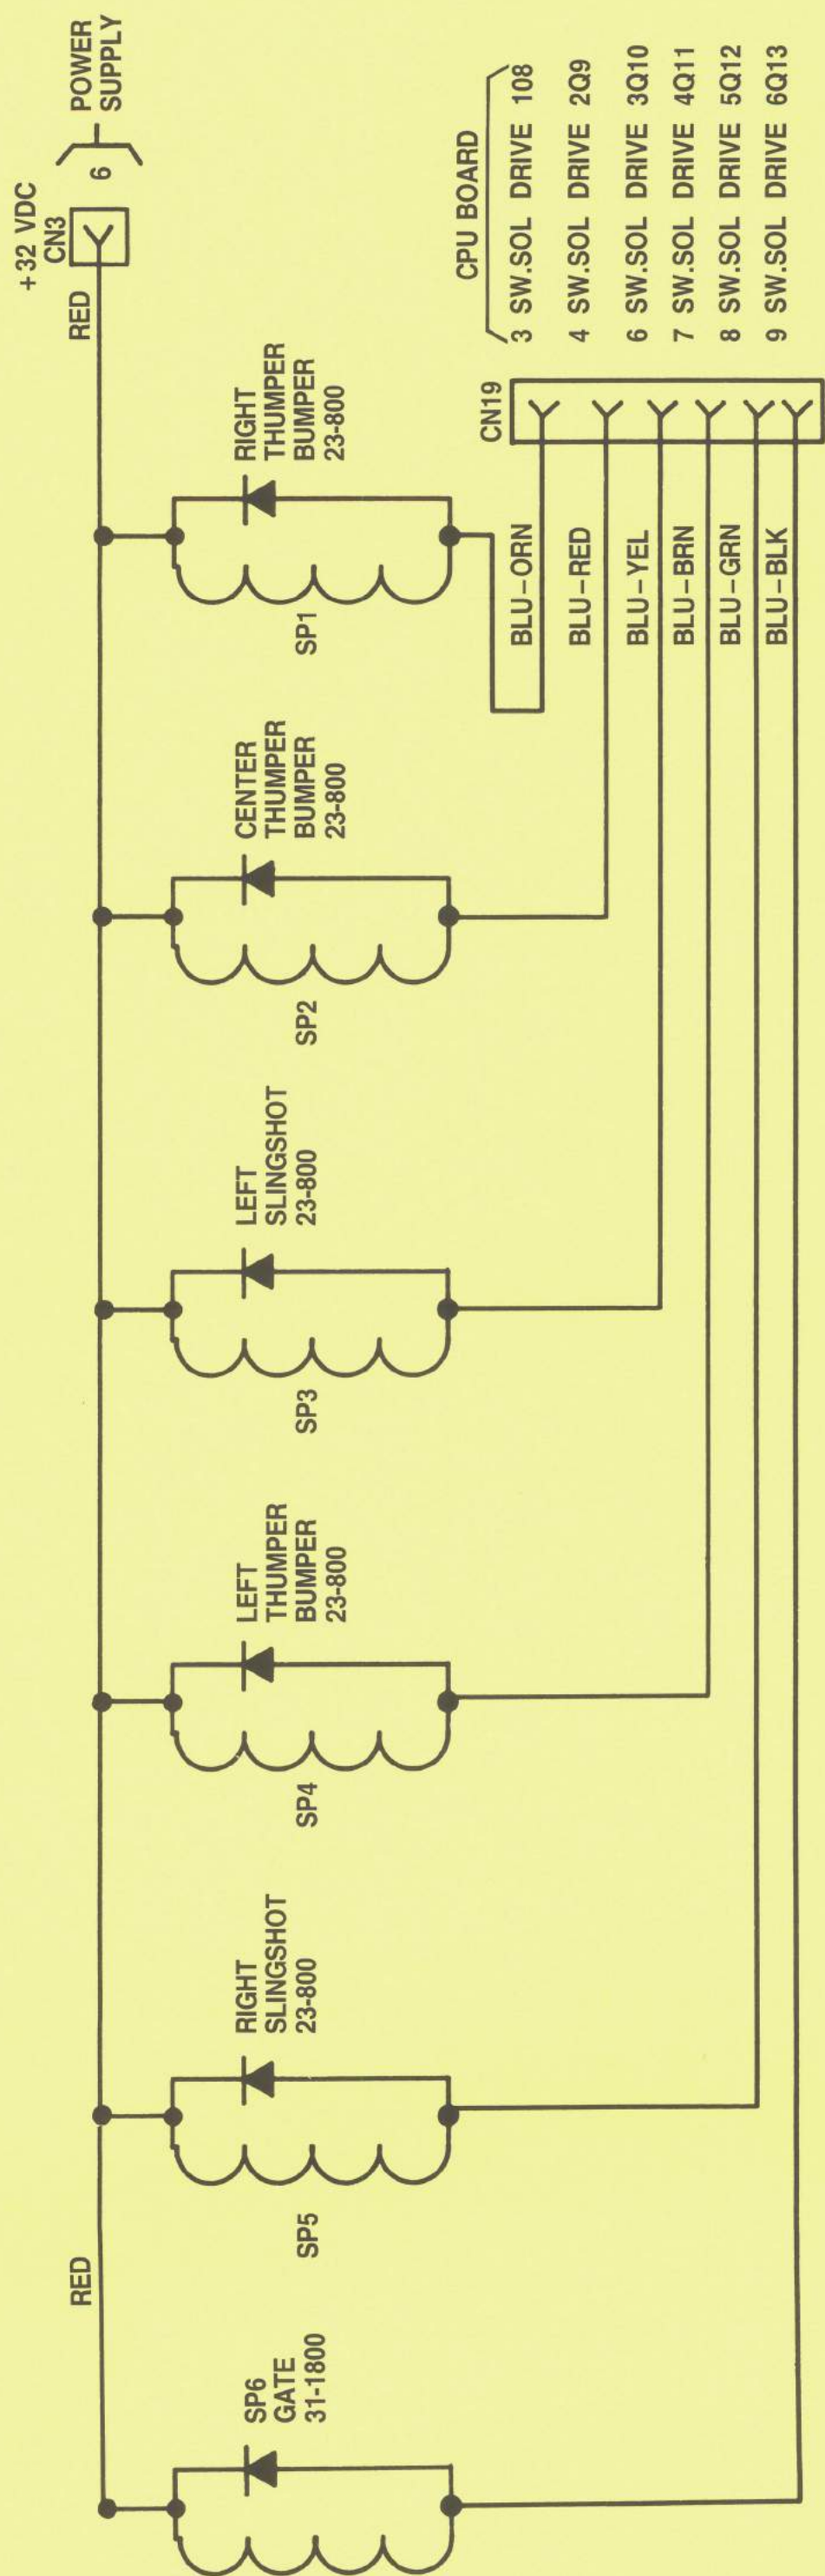 +32 VDC
CN3
RED
6
POWER
SUPPLY
RED
SP6
GATE
31-1800
SP5
RIGHT
SLINGSHOT
23-800
SP4
LEFT
THUMPER
BUMPER
23-800
SP3
LEFT
SLINGSHOT
23-800
SP2
CENTER
THUMPER
BUMPER
23-800
SP1
RIGHT
THUMPER
BUMPER
23-800
CN19
CPU BOARD
BLU-ORN 3 SW.SOL DRIVE 108
BLU-RED 4 SW.SOL DRIVE 2Q9
BLU-YEL 6 SW.SOL DRIVE 3Q10
BLU-BRN 7 SW.SOL DRIVE 4Q11
BLU-GRN 8 SW.SOL DRIVE 5Q12
BLU-BLK 9 SW.SOL DRIVE 6Q13